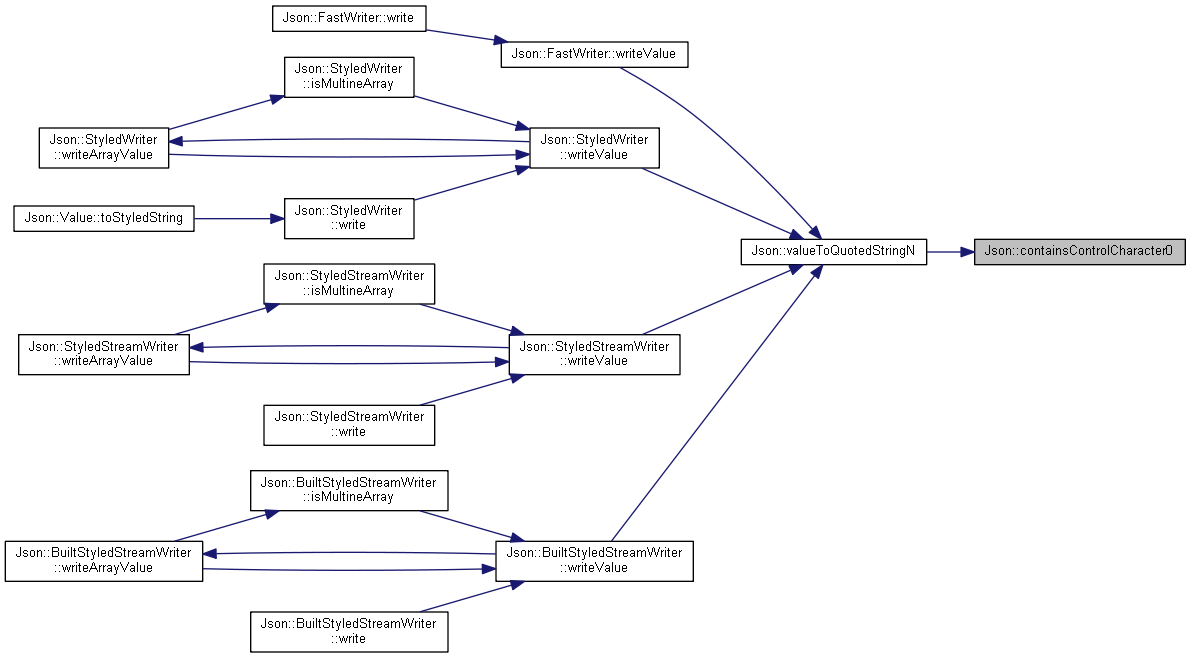 Json::FastWriter::write
Json::FastWriter::writeValue
Json::StyledWriter
::isMultineArray
Json::StyledWriter
::writeArrayValue
Json::StyledWriter
::writeValue
Json::Value::toStyledString
Json::StyledWriter
::write
Json::valueToQuotedStringN
Json::containsControlCharacter0
Json::StyledStreamWriter
::isMultineArray
Json::StyledStreamWriter
::writeArrayValue
Json::StyledStreamWriter
::writeValue
Json::StyledStreamWriter
::write
Json::BuiltStyledStreamWriter
::isMultineArray
Json::BuiltStyledStreamWriter
::writeArrayValue
Json::BuiltStyledStreamWriter
::writeValue
Json::BuiltStyledStreamWriter
::write